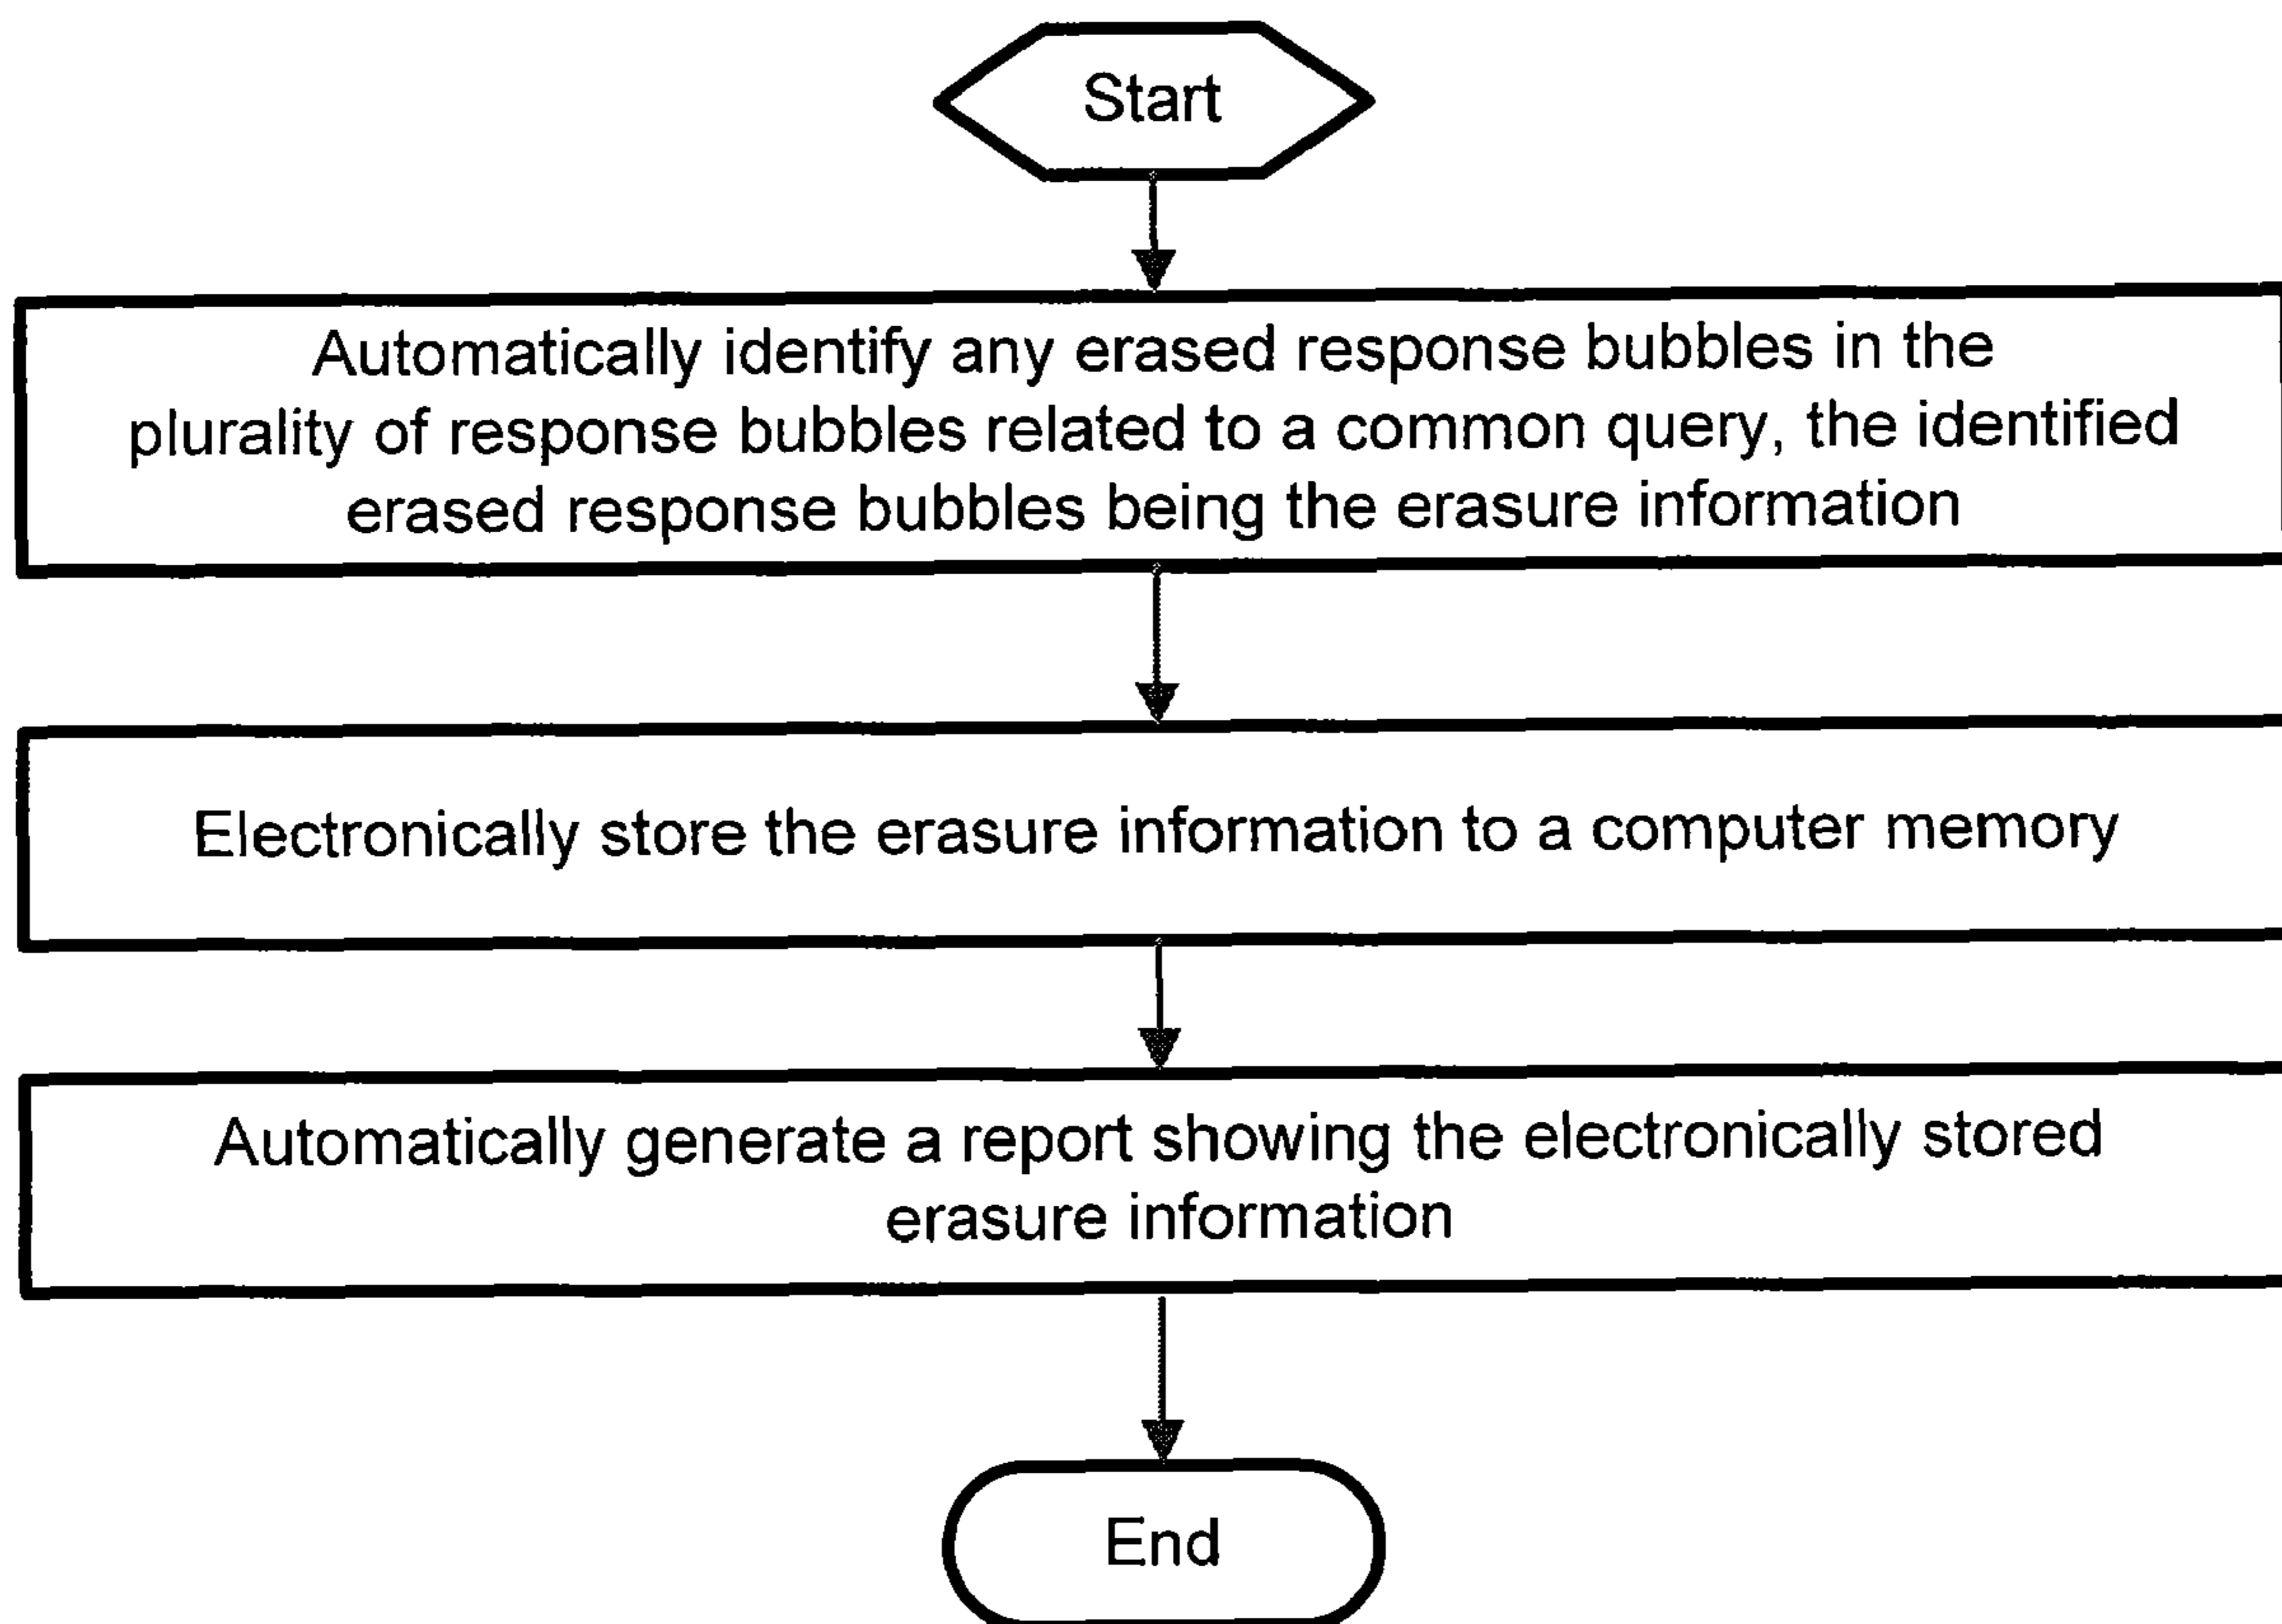 Start
Automatically identify any erased response bubbles in the
plurality of response bubbles related to a common query, the identified
erased response bubbles being the erasure information
Electronically store the erasure information to a computer memory
Automatically generate a report showing the electronically stored
erasure information
End